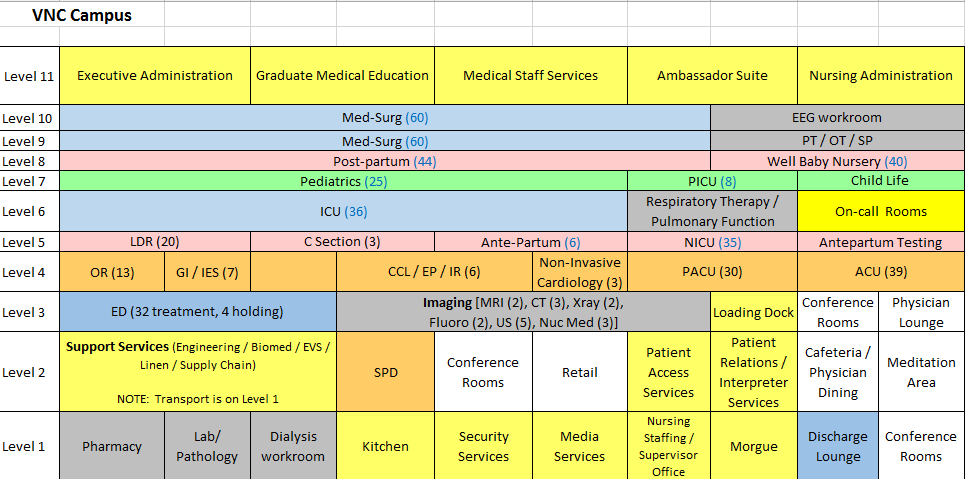 VNC Campus
Level 11
Executive Administration
Graduate Medical Education
Medical Staff Services
Ambassador Suite
Nursing Administration
Level 10
Med-Surg (60)
EEG workroom
Level 9
Med-Surg (60)
PT / OT / SP
Level 8
Post-partum (44)
Well Baby Nursery (40)
Level 7
Pediatrics (25)
PICU (8)
Child Life
Level 6
ICU (36)
Respiratory Therapy /
Pulmonary Function
On-call Rooms
Level 5
LDR (20)
C Section (3)
Ante-Partum (6)
NICU (35)
Antepartum Testing
Level 4
OR (13)
GI / IES (7)
CCL / EP / IR (6)
Non-Invasive
Cardiology (3)
PACU (30)
ACU (39)
Level 3
ED (32 treatment, 4 holding)
Imaging [MRI (2), CT (3), Xray (2),
Fluoro (2), US (5), Nuc Med (3)]
Loading Dock
Conference
Rooms
Physician
Lounge
Level 2
Support Services (Engineering / Biomed / EVS /
Linen / Supply Chain)
NOTE: Transport is on Level 1
SPD
Conference
Rooms
Retail
Patient
Access
Services
Patient
Relations /
Interpreter
Services
Cafeteria /
Physician
Dining
Meditation
Area
Level 1
Pharmacy
Lab/
Pathology
Dialysis
workroom
Kitchen
Security
Services
Media
Services
Nursing
Staffing /
Supervisor
Office
Morgue
Discharge
Lounge
Conference
Rooms